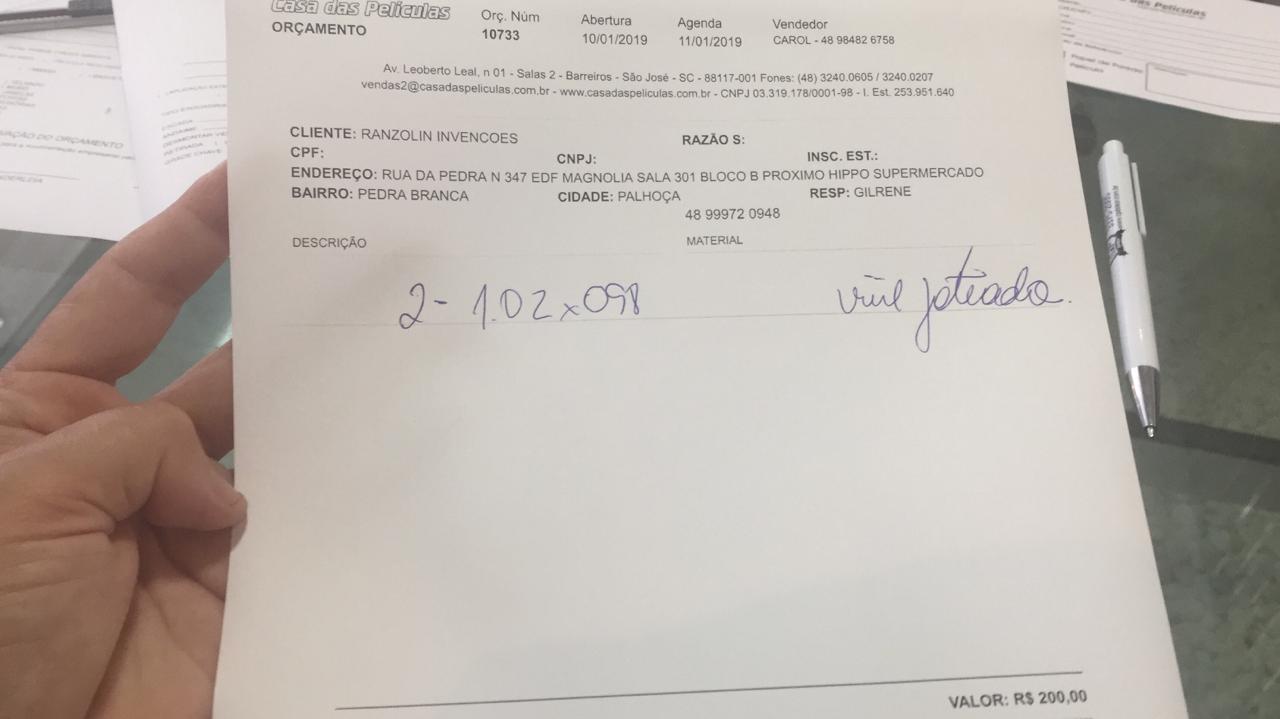 Casa das Películas
ORÇAMENTO
Orç. Núm
10733
Abertura
10/01/2019
Agenda
11/01/2019
Vendedor
CAROL - 48 98482 6758
Av. Leoberto Leal, n 01 - Salas 2 - Barreiros - São José - SC - 88117-001 Fones: (48) 3240.0605 / 3240.0207
vendas2@casadaspeliculas.com.br - www.casadaspeliculas.com.br - CNPJ 03.319.178/0001-98 - I. Est. 253.951.640
CLIENTE: RANZOLIN INVENCOES RAZÃO S:
CPF: CNPJ: INSC. EST.:
ENDEREÇO: RUA DA PEDRA N 347 EDF MAGNOLIA SALA 301 BLOCO B PROXIMO HIPPO SUPERMERCADO
BAIRRO: PEDRA BRANCA CIDADE: PALHOÇA RESP: GILRENE
48 99972 0948
DESCRIÇÃO MATERIAL
2- 1.02 x 098 jateado.
VALOR: R$ 200,00